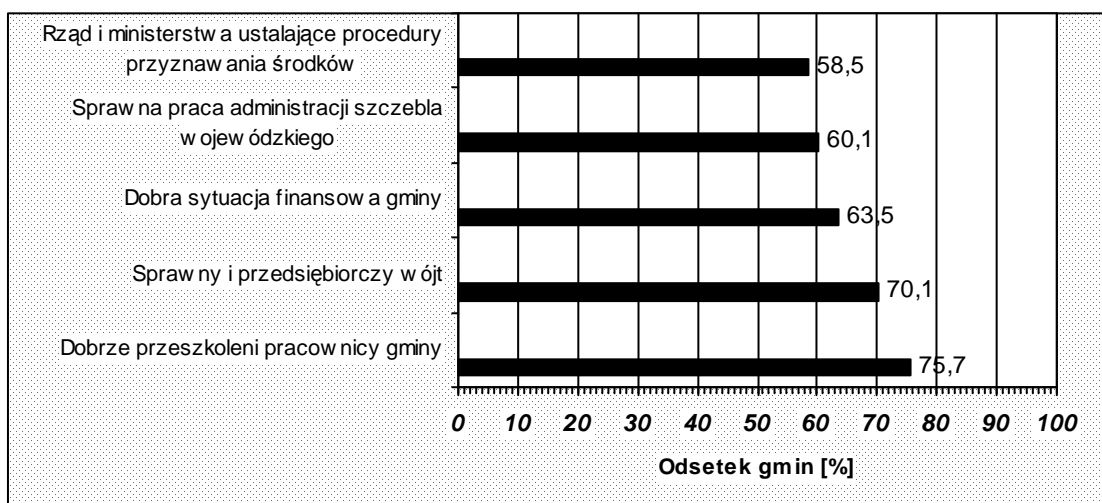 Rząd i ministerstwa ustalające procedury
przyznawania środków
58,5
Sprawna praca administracji szczebla
wojewódzkiego
60,1
Dobra sytuacja finansowa gminy
63,5
Sprawny i przedsiębiorczy wójt
70,1
Dobrze przeszkoleni pracownicy gminy
75,7
0 10 20 30 40 50 60 70 80 90 100
Odsetek gmin [%]